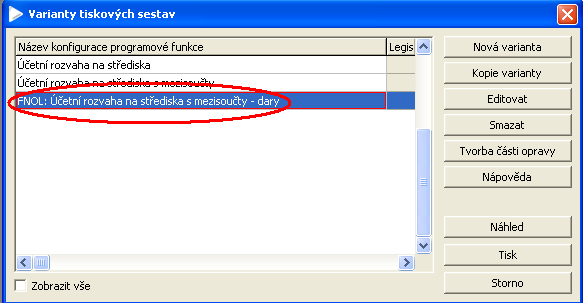 Varianty tiskových sestav
Název konfigurace programové funkce
Legis
Účetní rozvaha na střediska
Účetní rozvaha na střediska s mezisoučty
FNOL: Účetní rozvaha na střediska s mezisoučty - dary
Zobrazit vše
Nová varianta
Kopie varianty
Editovat
Smazat
Tvorba části opravy
Nápověda
Náhled
Tisk
Storno